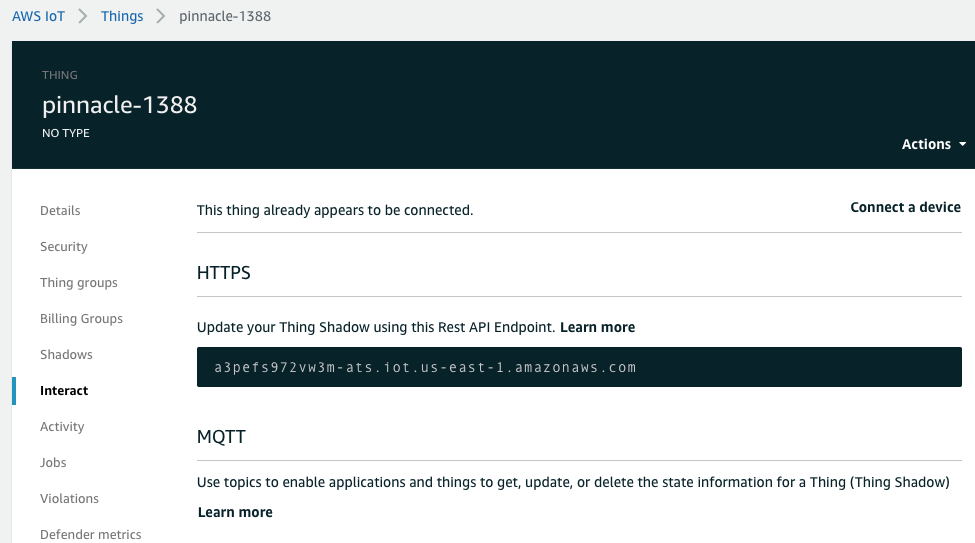 AWS IoT > Things > pinnacle-1388
THING
pinnacle-1388
NO TYPE
Actions
Details
Security
Thing groups
Billing Groups
Shadows
Interact
Activity
Jobs
Violations
Defender metrics
This thing already appears to be connected.
Connect a device
HTTPS
Update your Thing Shadow using this Rest API Endpoint. Learn more
a3pefs972vw3m-ats.iot.us-east-1.amazonaws.com
MQTT
Use topics to enable applications and things to get, update, or delete the state information for a Thing (Thing Shadow)
Learn more